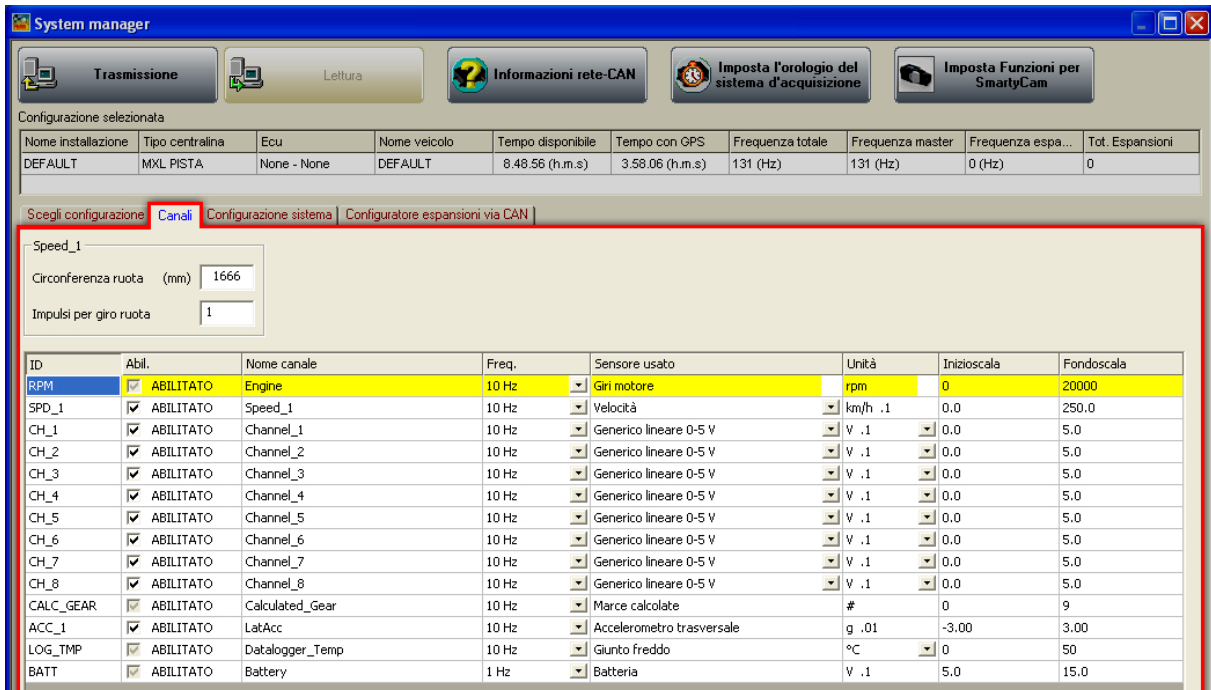 System manager
Trasmissione Lettura Informazioni rete-CAN Imposta l'orologio del sistema d'acquisizione Imposta Funzioni per SmartyCam
Configurazione selezionata
Nome installazione Tipo centralina Ecu Nome veicolo Tempo disponibile Tempo con GPS Frequenza totale Frequenza master Frequenza espa... Tot. Espansioni
DEFAULT MXL PISTA None - None DEFAULT 8.48.56 (h.m.s) 3.58.06 (h.m.s) 131 (Hz) 131 (Hz) 0 (Hz) 0
Scegli configurazione Canali Configurazione sistema Configuratore espansioni via CAN
Speed_1
Circonferenza ruota (mm) 1666
Impulsi per giro ruota 1
ID Abil. Nome canale Freq. Sensore usato Unità Inizioscala Fondoscala
RPM ABILITATO Engine 10 Hz Giri motore rpm 0 20000
SPD_1 ABILITATO Speed_1 10 Hz Velocità km/h .1 0.0 250.0
CH_1 ABILITATO Channel_1 10 Hz Generico lineare 0-5 V V .1 0.0 5.0
CH_2 ABILITATO Channel_2 10 Hz Generico lineare 0-5 V V .1 0.0 5.0
CH_3 ABILITATO Channel_3 10 Hz Generico lineare 0-5 V V .1 0.0 5.0
CH_4 ABILITATO Channel_4 10 Hz Generico lineare 0-5 V V .1 0.0 5.0
CH_5 ABILITATO Channel_5 10 Hz Generico lineare 0-5 V V .1 0.0 5.0
CH_6 ABILITATO Channel_6 10 Hz Generico lineare 0-5 V V .1 0.0 5.0
CH_7 ABILITATO Channel_7 10 Hz Generico lineare 0-5 V V .1 0.0 5.0
CH_8 ABILITATO Channel_8 10 Hz Generico lineare 0-5 V V .1 0.0 5.0
CALC_GEAR ABILITATO Calculated_Gear 10 Hz Marce calcolate # 0 9
ACC_1 ABILITATO LatAcc 10 Hz Accelerometro trasversale g .01 -3.00 3.00
LOG_TMP ABILITATO Datalogger_Temp 10 Hz Giunto freddo °C 0 50
BATT ABILITATO Battery 1 Hz Batteria V .1 5.0 15.0